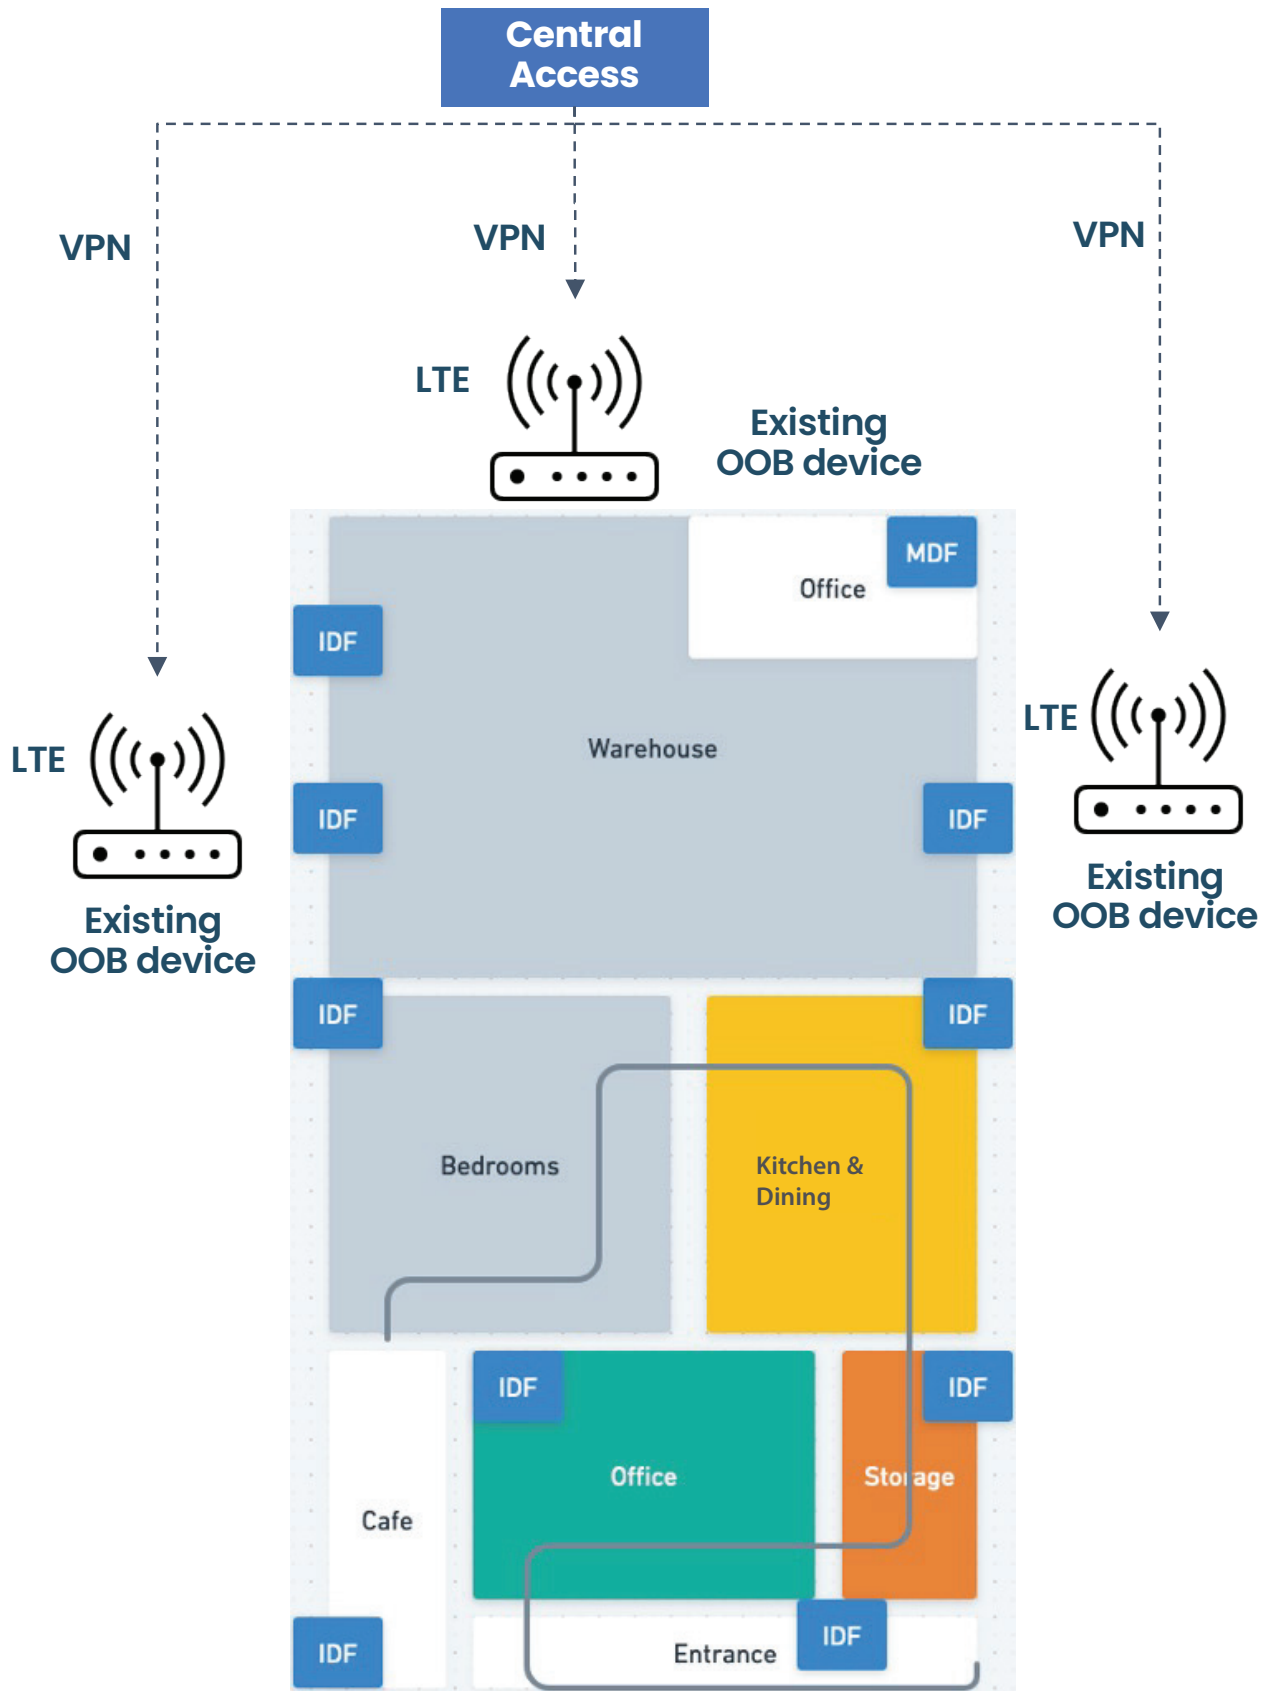 Central
Access
VPN
VPN
VPN
LTE
Existing
OOB device
MDF
Office
IDF
LTE
LTE
Warehouse
IDF
IDF
Existing
OOB device
Existing
OOB device
IDF
IDF
Bedrooms
Kitchen &
Dining
IDF
IDF
Office
Storage
Cafe
IDF
Entrance
IDF